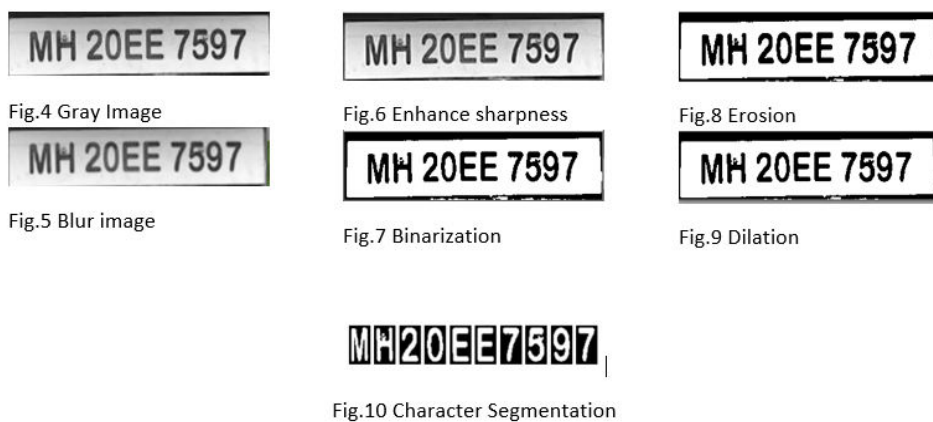 MH 20EE 7597
Fig.4 Gray Image
MH 20EE 7597
Fig.5 Blur image
MH 20EE 7597
Fig.6 Enhance sharpness
MH 20EE 7597
Fig.7 Binarization
MH 20EE 7597
Fig.8 Erosion
MH 20EE 7597
Fig.9 Dilation
MH20EE7597
Fig.10 Character Segmentation